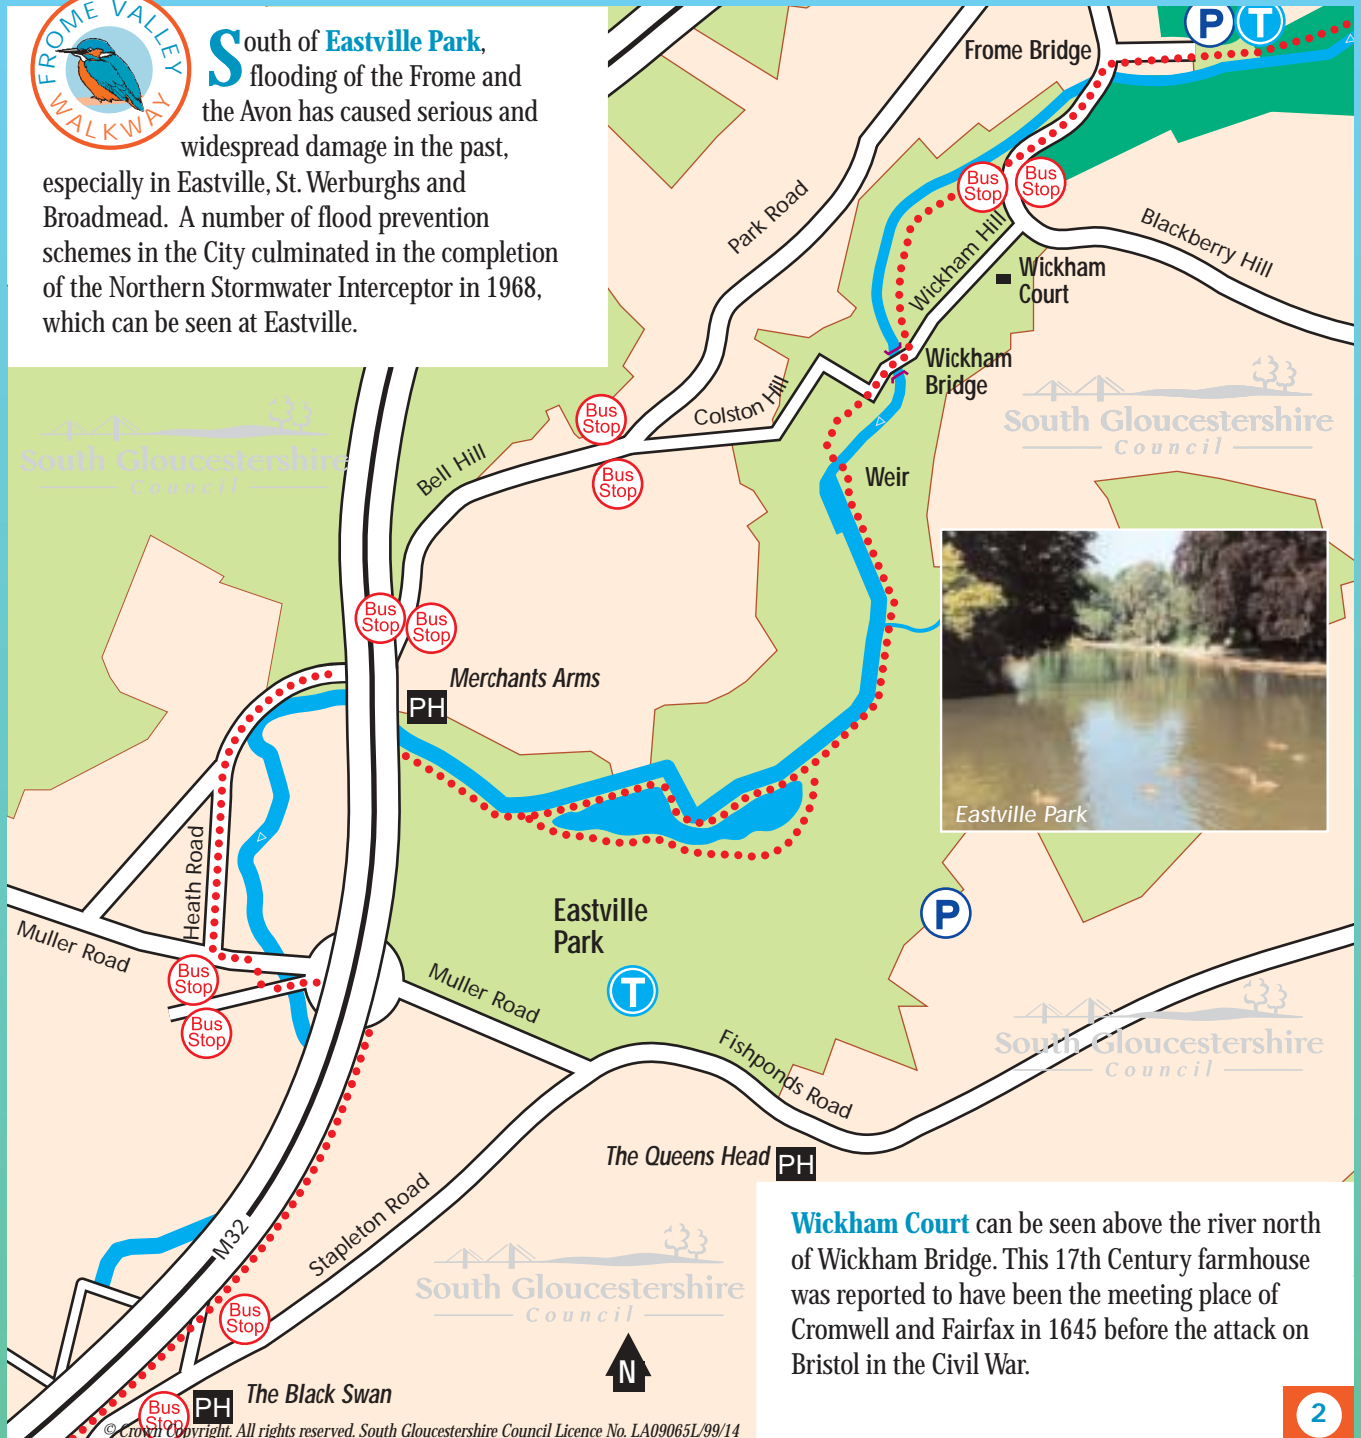 FROME VALLEY
WALKWAY
South of Eastville Park,
flooding of the Frome and
the Avon has caused serious and
widespread damage in the past,
especially in Eastville, St. Werburghs and
Broadmead. A number of flood prevention
schemes in the City culminated in the completion
of the Northern Stormwater Interceptor in 1968,
which can be seen at Eastville.
P
T
Frome Bridge
Bus
Stop
Bus
Stop
Park Road
Blackberry Hill
Wickham Hill
Wickham
Court
Wickham
Bridge
South Gloucestershire
Council
South Gloucestershire
Council
Colston Hill
Bus
Stop
Bus
Stop
Bell Hill
Weir
Bus
Stop
Bus
Stop
Merchants Arms
PH
Eastville Park
Heath Road
Eastville
Park
T
P
Muller Road
Muller Road
Bus
Stop
Bus
Stop
Fishponds Road
South Gloucestershire
Council
The Queens Head
PH
Stapleton Road
M32
South Gloucestershire
Council
Bus
Stop
N
The Black Swan
PH
Bus
Stop
Wickham Court can be seen above the river north
of Wickham Bridge. This 17th Century farmhouse
was reported to have been the meeting place of
Cromwell and Fairfax in 1645 before the attack on
Bristol in the Civil War.
© Crown Copyright. All rights reserved. South Gloucestershire Council Licence No. LA09065L/99/14
2